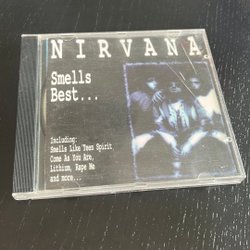 NIRVANA
Smells
Best...
Including:
Smells Like Teen Spirit,
Come As You Are,
Lithium, Rape Me
and more...